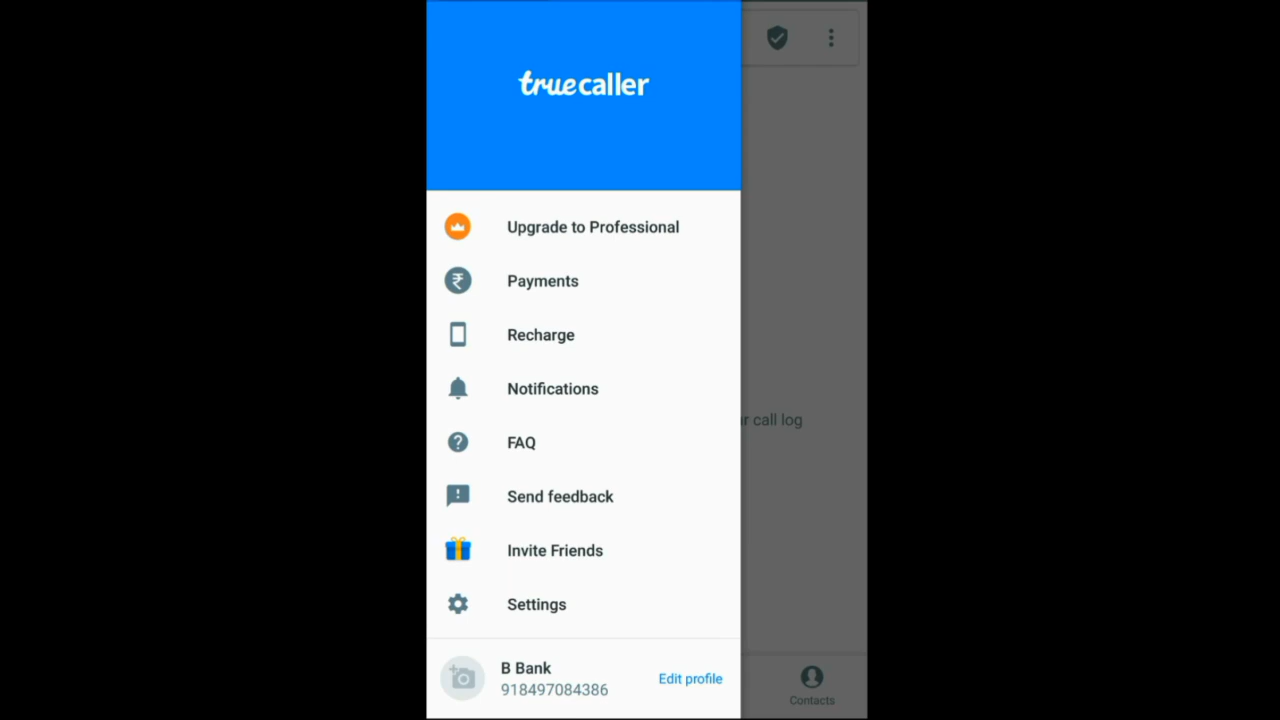 truecaller
Upgrade to Professional
Payments
Recharge
Notifications
FAQ
Send feedback
Invite Friends
Settings
B Bank
918497084386
Edit profile
call log
Contacts